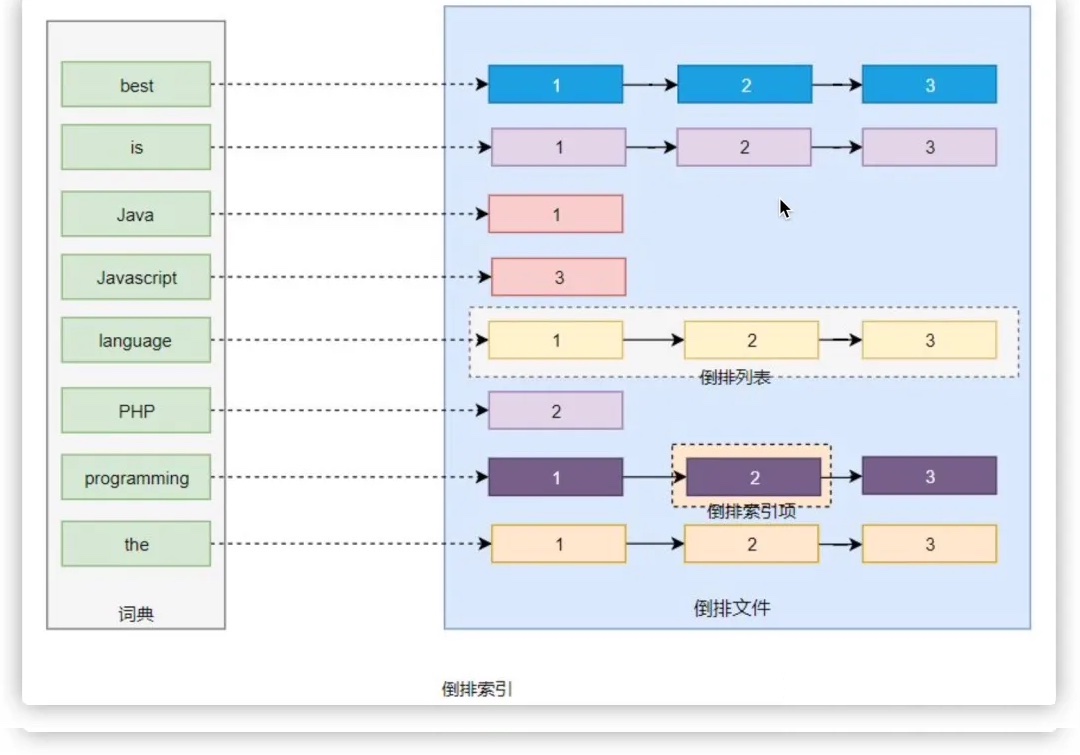 best 1 2 3
is 1 2 3
Java 1
Javascript 3
language 1 2 3
倒排列表
PHP 2
programming 1 2 3
倒排索引项
the 1 2 3
词典
倒排文件
倒排索引